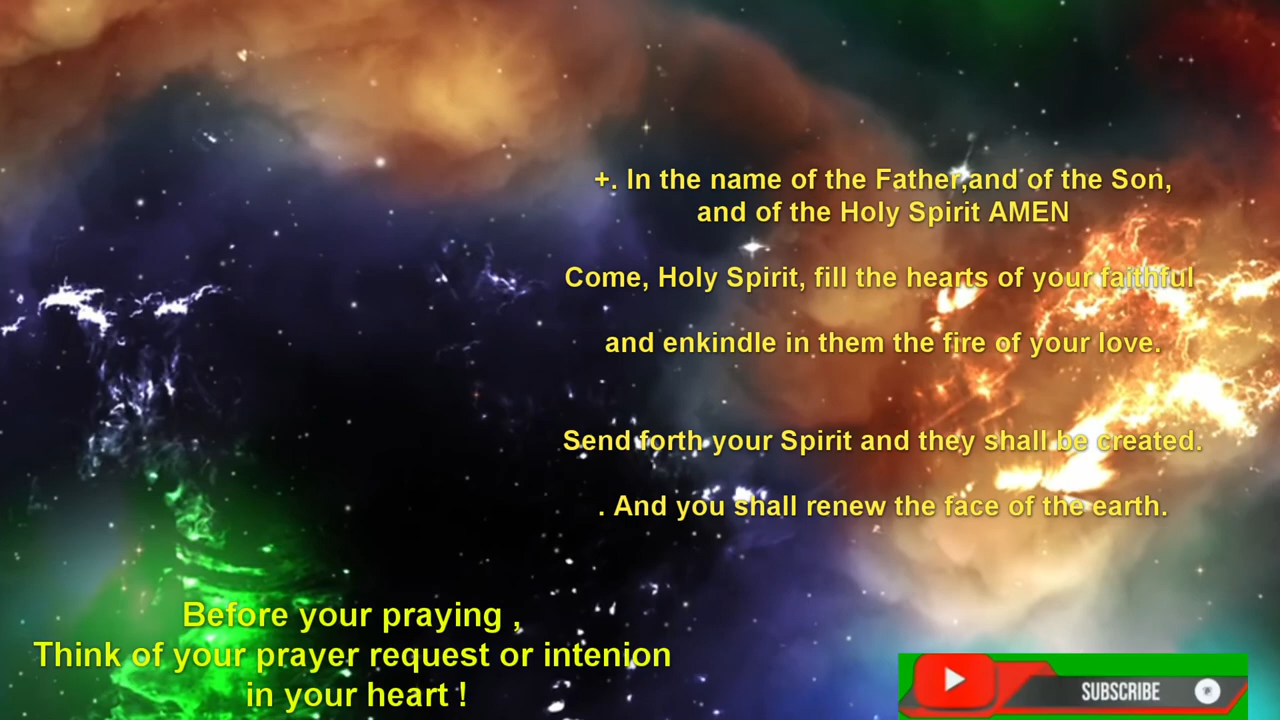 +. In the name of the Father,and of the Son,
and of the Holy Spirit AMEN
Come, Holy Spirit, fill the hearts of your faithful
and enkindle in them the fire of your love.
Send forth your Spirit and they shall be created.
. And you shall renew the face of the earth.
Before your praying ,
Think of your prayer request or intenion
in your heart !
SUBSCRIBE